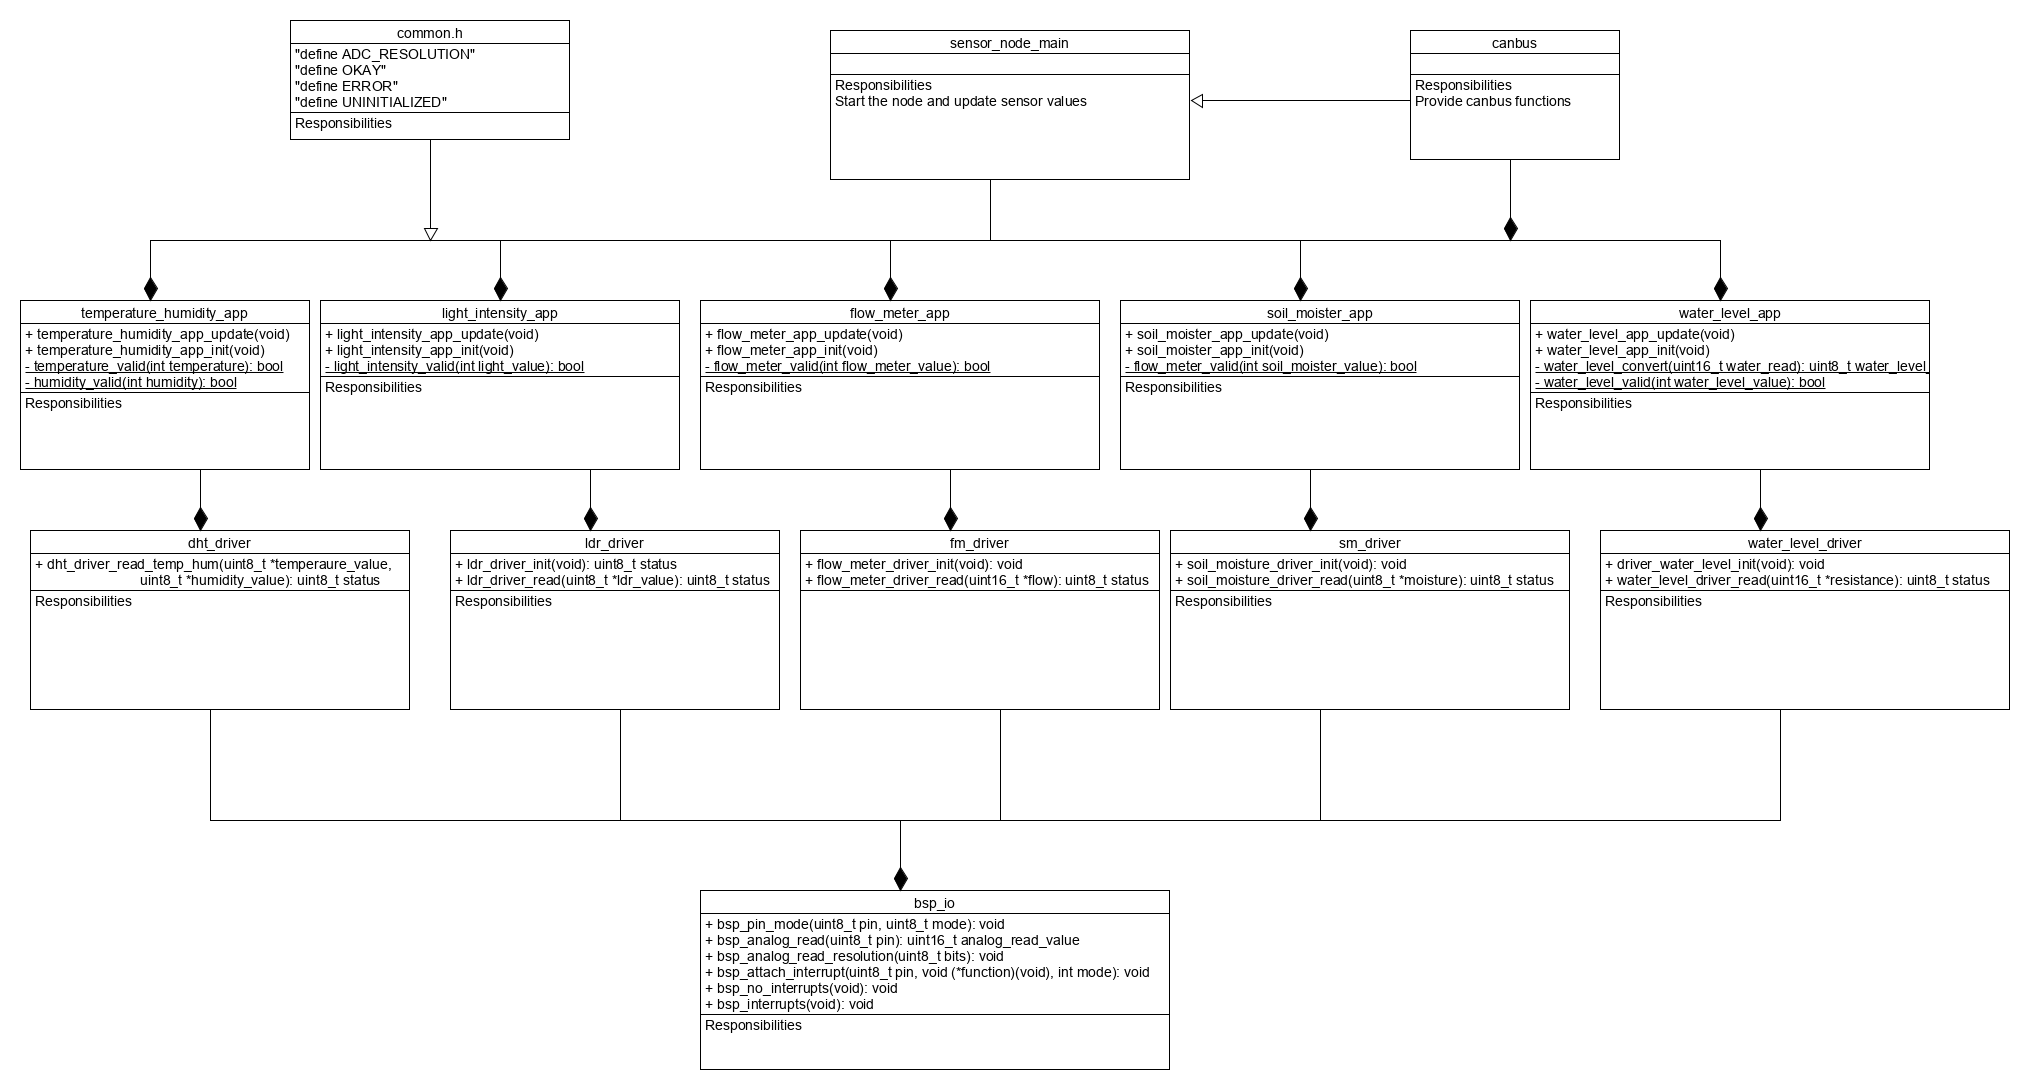 common.h
"define ADC_RESOLUTION"
"define OKAY"
"define ERROR"
"define UNINITIALIZED"
Responsibilities
sensor_node_main
Responsibilities
Start the node and update sensor values
canbus
Responsibilities
Provide canbus functions
temperature_humidity_app
+ temperature_humidity_app_update(void)
+ temperature_humidity_app_init(void)
- temperature_valid(int temperature): bool
- humidity_valid(int humidity): bool
Responsibilities
light_intensity_app
+ light_intensity_app_update(void)
+ light_intensity_app_init(void)
- light_intensity_valid(int light_value): bool
Responsibilities
flow_meter_app
+ flow_meter_app_update(void)
+ flow_meter_app_init(void)
- flow_meter_valid(int flow_meter_value): bool
Responsibilities
soil_moister_app
+ soil_moister_app_update(void)
+ soil_moister_app_init(void)
- flow_meter_valid(int soil_moister_value): bool
Responsibilities
water_level_app
+ water_level_app_update(void)
+ water_level_app_init(void)
- water_level_convert(uint16_t water_read): uint8_t water_level_
- water_level_valid(int water_level_value): bool
Responsibilities
dht_driver
+ dht_driver_read_temp_hum(uint8_t *temperaure_value,
uint8_t *humidity_value): uint8_t status
Responsibilities
ldr_driver
+ ldr_driver_init(void): uint8_t status
+ ldr_driver_read(uint8_t *ldr_value): uint8_t status
Responsibilities
fm_driver
+ flow_meter_driver_init(void): void
+ flow_meter_driver_read(uint16_t *flow): uint8_t status
Responsibilities
sm_driver
+ soil_moisture_driver_init(void): void
+ soil_moisture_driver_read(uint8_t *moisture): uint8_t status
Responsibilities
water_level_driver
+ driver_water_level_init(void): void
+ water_level_driver_read(uint16_t *resistance): uint8_t status
Responsibilities
bsp_io
+ bsp_pin_mode(uint8_t pin, uint8_t mode): void
+ bsp_analog_read(uint8_t pin): uint16_t analog_read_value
+ bsp_analog_read_resolution(uint8_t bits): void
+ bsp_attach_interrupt(uint8_t pin, void (*function)(void), int mode): void
+ bsp_no_interrupts(void): void
+ bsp_interrupts(void): void
Responsibilities